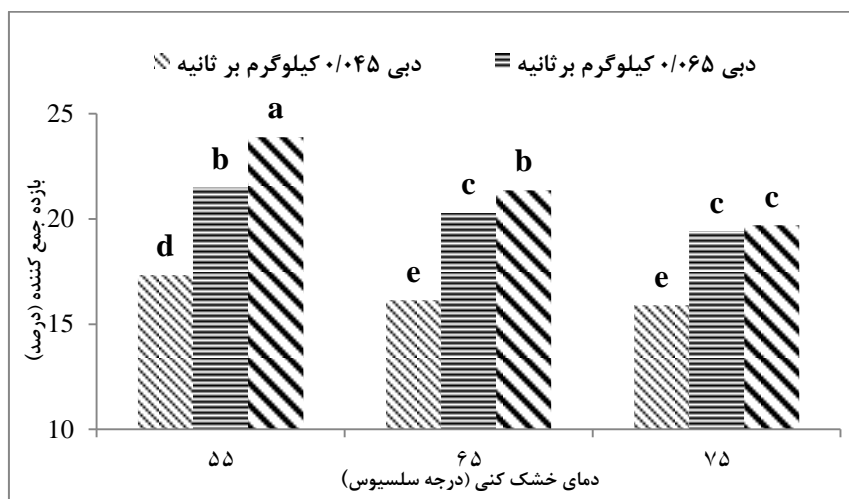 دبی ۰/۰۴۵ کیلوگرم بر ثانیه
دبی ۰/۰۶۵ کیلوگرم برثانیه
بازده جمع کننده (درصد)
25
20
15
10
a
b
d
b
c
e
c
c
e
۵۵
۶۵
۷۵
دمای خشک کنی (درجه سلسیوس)